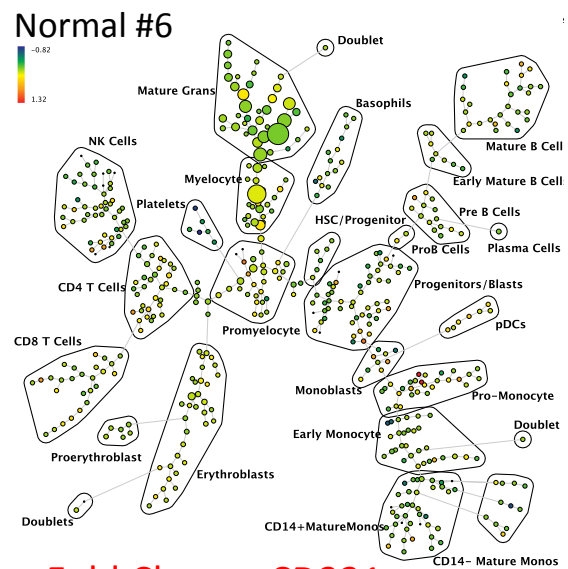 Normal #6
−0.82
1.32
Doublet
Mature Grans
Basophils
NK Cells
Mature B Cell
Myelocyte
Early Mature B Cells
Platelets
HSC/Progenitor
Pre B Cells
ProB Cells
Plasma Cells
CD4 T Cells
Progenitors/Blasts
Promyelocyte
pDCs
CD8 T Cells
Monoblasts
Pro-Monocyte
Early Monocyte
Doublet
Proerythroblast
Erythroblasts
Doublets
CD14+MatureMonos
CD14- Mature Monos